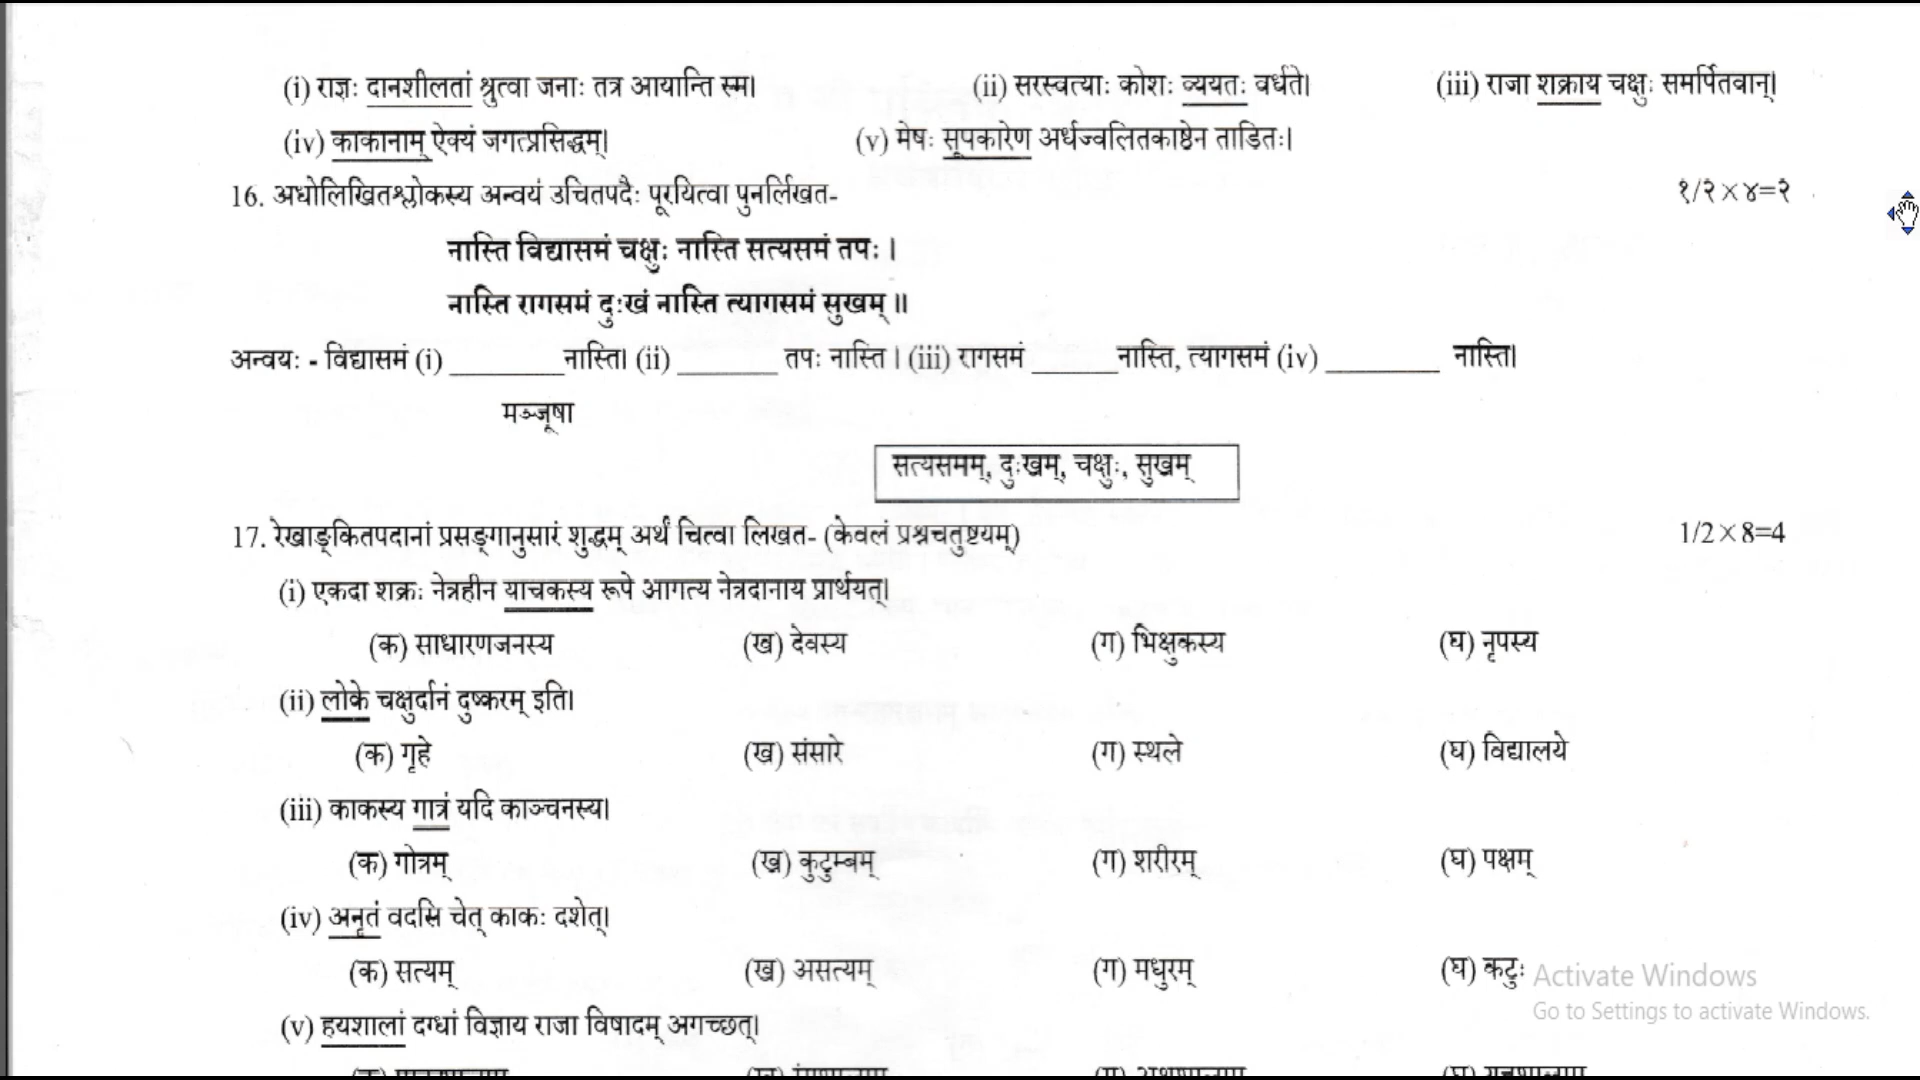 (i) राज्ञः दानशीलतां श्रुत्वा जनाः तत्र आयान्ति स्म। (ii) सरस्वत्याः कोशः व्ययतः वर्धते। (iii) राजा शक्राय चक्षुः समर्पितवान्।
(iv) काकानाम् ऐक्यं जगत्प्रसिद्धम्। (v) मेषः सूपकारेण अर्धज्वलितकाष्ठेन ताडितः।
16. अधोलिखितश्लोकस्य अन्वयं उचितपदैः पूरयित्वा पुनर्लिखत- १/२×४=२
नास्ति विद्यासमं चक्षुः नास्ति सत्यसमं तपः ।
नास्ति रागसमं दुःखं नास्ति त्यागसमं सुखम् ॥
अन्वयः - विद्यासमं (i) ________नास्ति। (ii) _______ तपः नास्ति । (iii) रागसमं ______नास्ति, त्यागसमं (iv) ________ नास्ति।
मञ्जूषा
सत्यसमम्, दुःखम्, चक्षुः, सुखम्
17. रेखाङ्कितपदानां प्रसङ्गानुसारं शुद्धम् अर्थं चित्वा लिखत- (केवलं प्रश्नचतुष्टयम्) 1/2×8=4
(i) एकदा शक्रः नेत्रहीन याचकस्य रूपे आगत्य नेत्रदानाय प्रार्थयत्।
(क) साधारणजनस्य (ख) देवस्य (ग) भिक्षुकस्य (घ) नृपस्य
(ii) लोके चक्षुर्दानं दुष्करम् इति।
(क) गृहे (ख) संसारे (ग) स्थले (घ) विद्यालये
(iii) काकस्य गात्रं यदि काञ्चनस्य।
(क) गोत्रम् (ख) कुटुम्बम् (ग) शरीरम् (घ) पक्षम्
(iv) अनृतं वदसि चेत् काकः दशेत्।
(क) सत्यम् (ख) असत्यम् (ग) मधुरम् (घ) कटुः
Activate Windows
Go to Settings to activate Windows.
(v) हयशालां दग्धां विज्ञाय राजा विषादम् अगच्छत्।